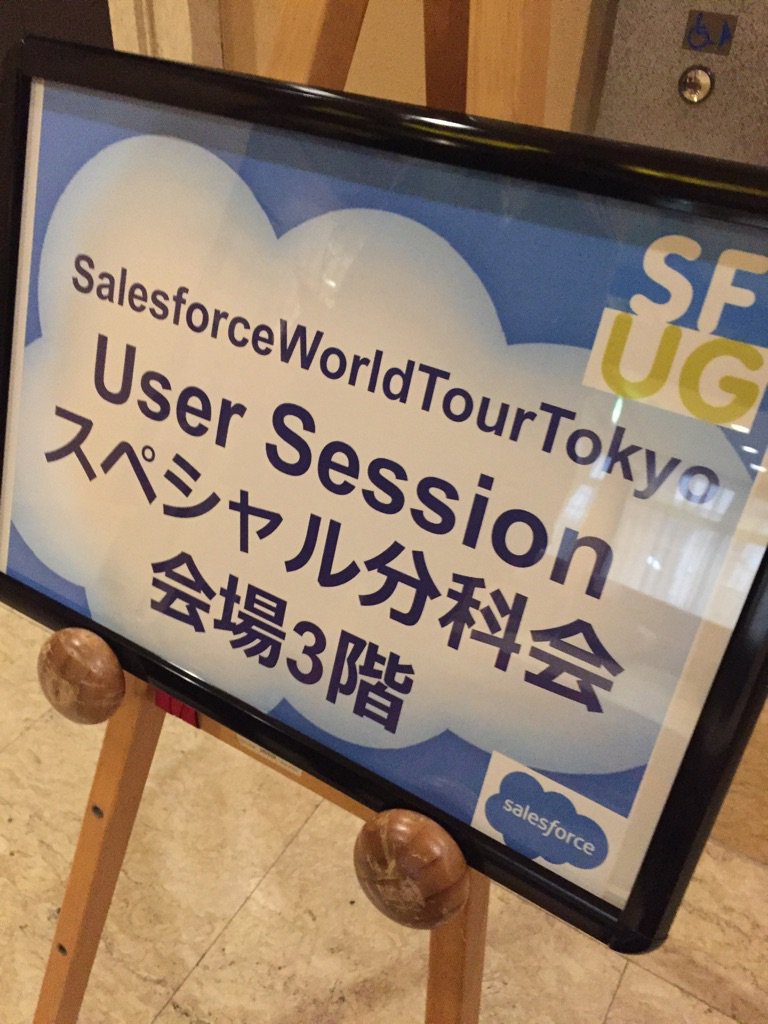 SF
UG
SalesforceWorldTourTokyo
User Session
スペシャル分科会
会場3階
salesforce